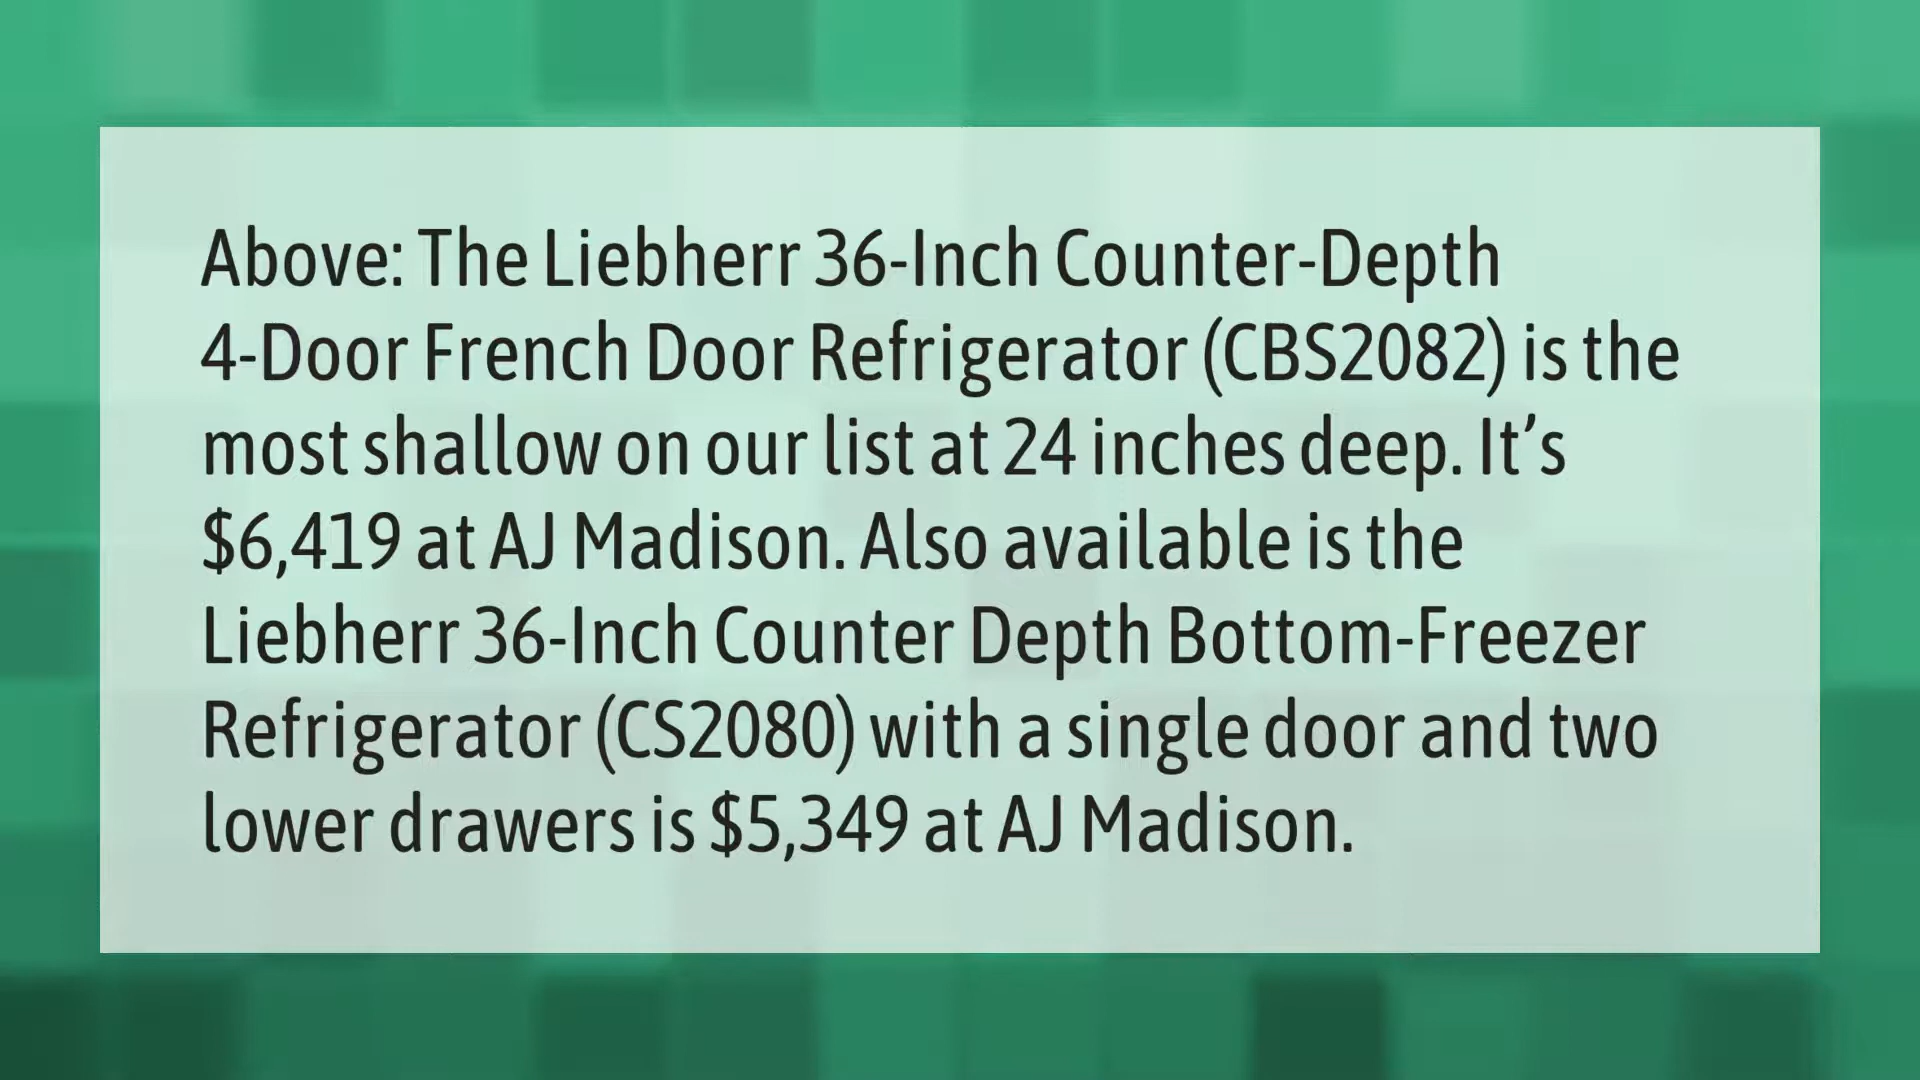 Above: The Liebherr 36-Inch Counter-Depth
4-Door French Door Refrigerator (CBS2082) is the
most shallow on our list at 24 inches deep. It’s
$6,419 at AJ Madison. Also available is the
Liebherr 36-Inch Counter Depth Bottom-Freezer
Refrigerator (CS2080) with a single door and two
lower drawers is $5,349 at AJ Madison.